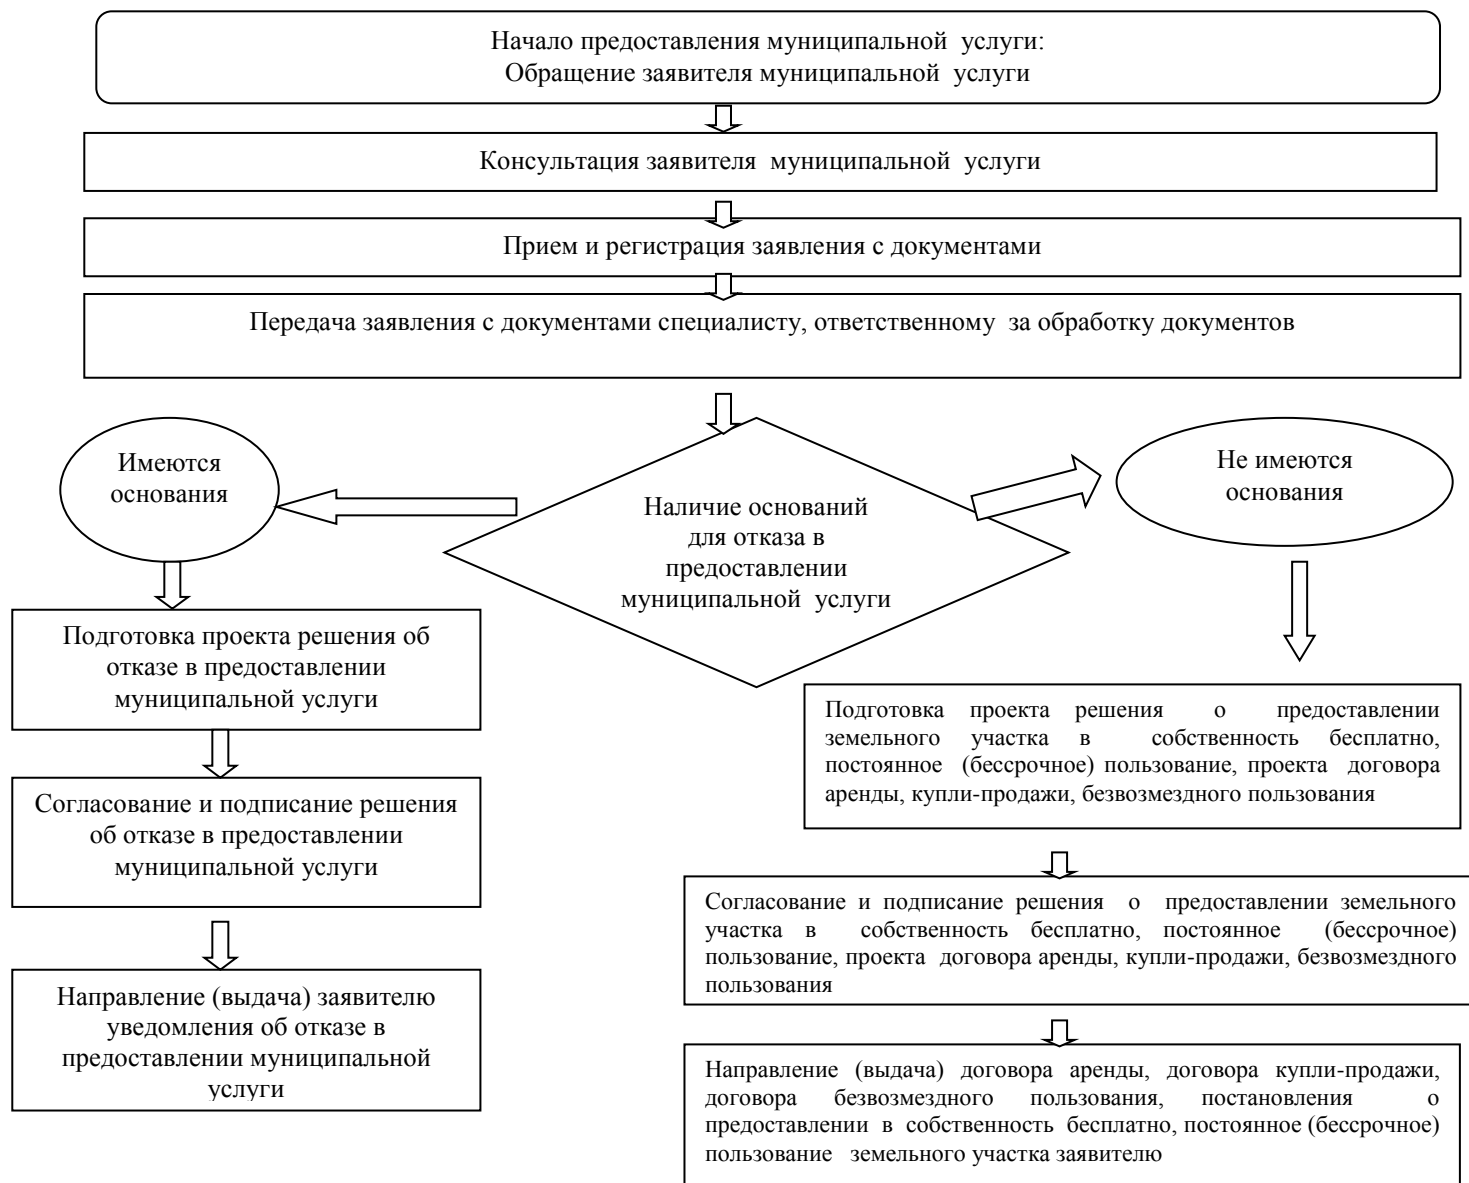 Начало предоставления муниципальной услуги:
Обращение заявителя муниципальной услуги
Консультация заявителя муниципальной услуги
Прием и регистрация заявления с документами
Передача заявления с документами специалисту, ответственному за обработку документов
Имеются
основания
Наличие оснований
для отказа в
предоставлении
муниципальной услуги
Не имеются
основания
Подготовка проекта решения об
отказе в предоставлении
муниципальной услуги
Согласование и подписание решения
об отказе в предоставлении
муниципальной услуги
Направление (выдача) заявителю
уведомления об отказе в
предоставлении муниципальной
услуги
Подготовка проекта решения о предоставлении
земельного участка в собственность бесплатно,
постоянное (бессрочное) пользование, проекта договора
аренды, купли-продажи, безвозмездного пользования
Согласование и подписание решения о предоставлении земельного
участка в собственность бесплатно, постоянное (бессрочное)
пользование, проекта договора аренды, купли-продажи, безвозмездного
пользования
Направление (выдача) договора аренды, договора купли-продажи,
договора безвозмездного пользования, постановления о
предоставлении в собственность бесплатно, постоянное (бессрочное)
пользование земельного участка заявителю